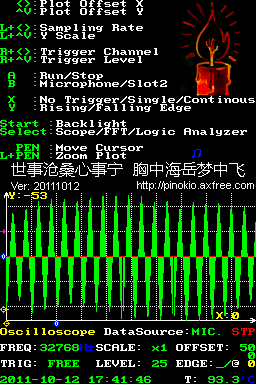 <>:Plot Offset X
^V:Plot Offset Y
R+<>
L+<>:Sampling Rate
L+^V:Y Scale
R+<>:Trigger Channel
R+^V:Trigger Level
A :Run/Stop
B :Microphone/Slot2
X :No Trigger/Single/Continous
Y :Rising/Falling Edge
Start :Backlight
Select:Scope/FFT/Logic Analyzer
PEN :Move Cursor
L+PEN :Zoom Plot
世事沧桑心事宁 胸中海岳梦中飞
Ver: 20111012 http://pinokio.axfree.com/
Y:-53
X:0
Oscilloscope DataSource:MIC. STP
FREQ:32768Hz SCALE: x1 OFFSET: 50
0
TRIG: FREE LEVEL: 25 EDGE:_/@ 0
2011-10-12 17:41:46 T: 93.3°C